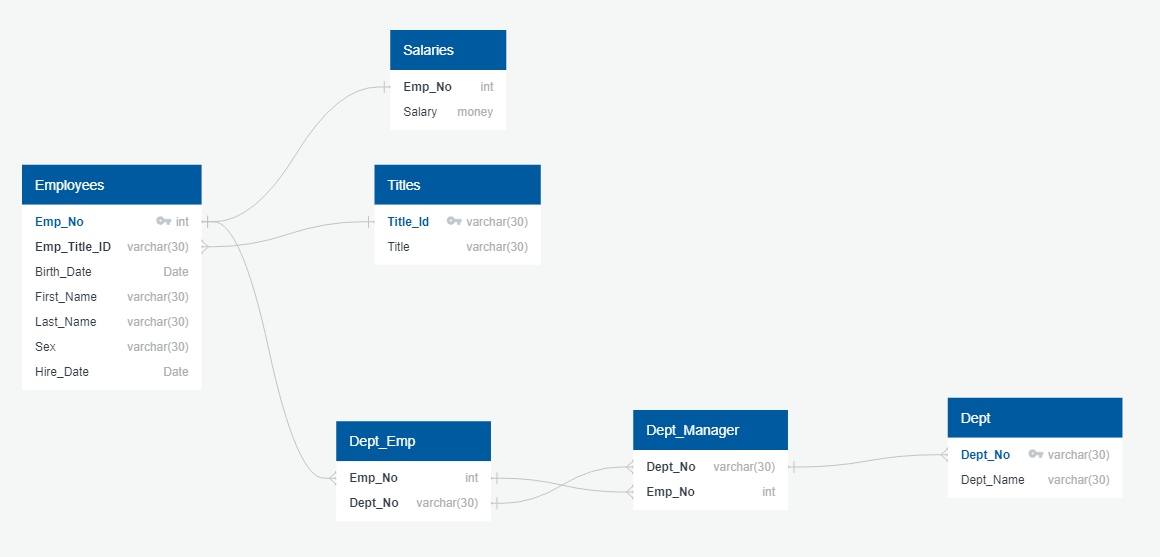 Salaries
Emp_No int
Salary money
Employees
Emp_No int
Emp_Title_ID varchar(30)
Birth_Date Date
First_Name varchar(30)
Last_Name varchar(30)
Sex varchar(30)
Hire_Date Date
Titles
Title_Id varchar(30)
Title varchar(30)
Dept_Emp
Emp_No int
Dept_No varchar(30)
Dept_Manager
Dept_No varchar(30)
Emp_No int
Dept
Dept_No varchar(30)
Dept_Name varchar(30)